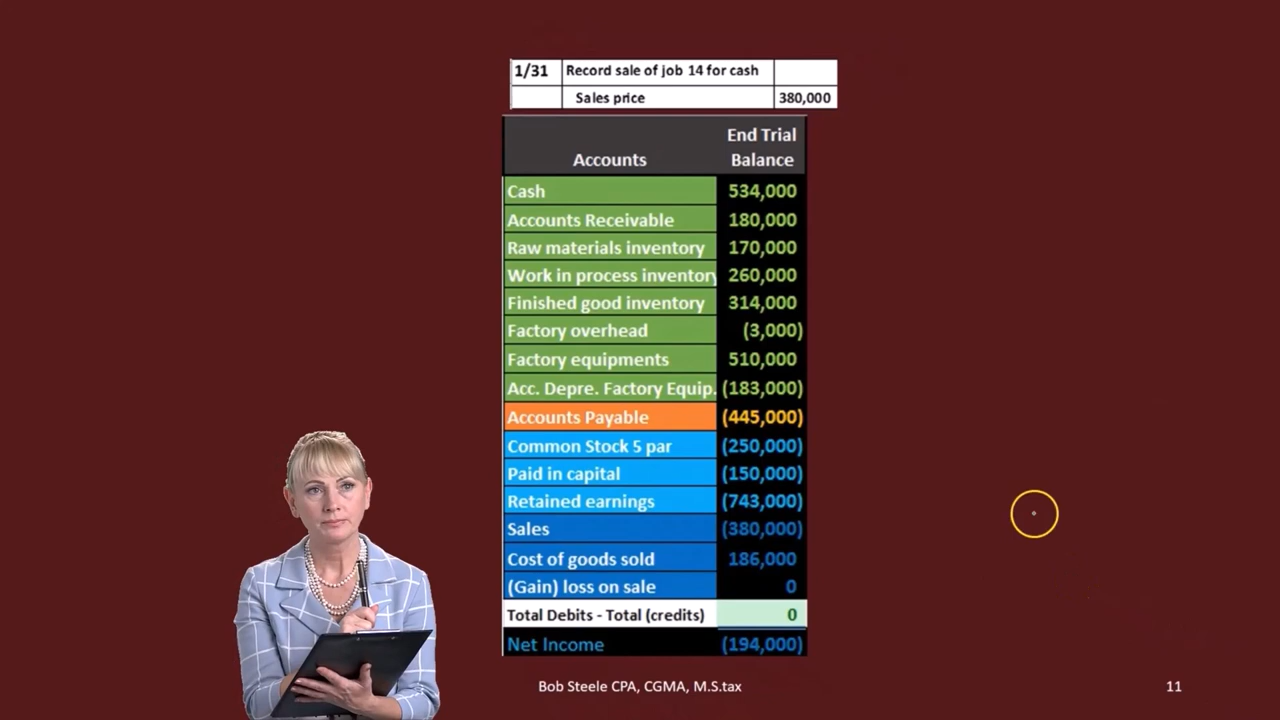 1/31 Record sale of job 14 for cash
Sales price 380,000
End Trial
Accounts Balance
Cash 534,000
Accounts Receivable 180,000
Raw materials inventory 170,000
Work in process inventory 260,000
Finished good inventory 314,000
Factory overhead (3,000)
Factory equipments 510,000
Acc. Depre. Factory Equip. (183,000)
Accounts Payable (445,000)
Common Stock 5 par (250,000)
Paid in capital (150,000)
Retained earnings (743,000)
Sales (380,000)
Cost of goods sold 186,000
(Gain) loss on sale 0
Total Debits - Total (credits) 0
Net Income (194,000)
Bob Steele CPA, CGMA, M.S.tax 11